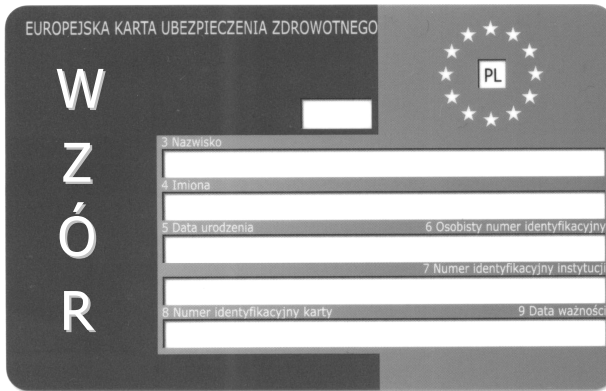 EUROPEJSKA KARTA UBEZPIECZENIA ZDROWOTNEGO
PL
W
Z
Ó
R
3 Nazwisko
4 Imiona
5 Data urodzenia 6 Osobisty numer identyfikacyjny
7 Numer identyfikacyjny instytucji
8 Numer identyfikacyjny karty 9 Data ważności